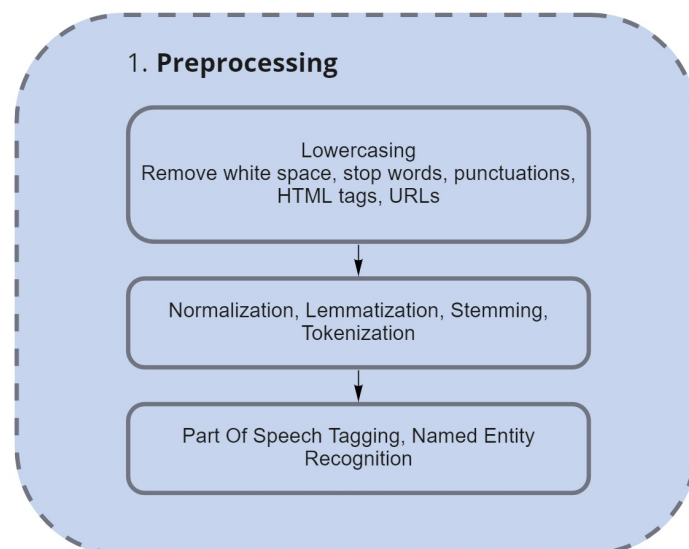 1. Preprocessing
Lowercasing
Remove white space, stop words, punctuations,
HTML tags, URLs
Normalization, Lemmatization, Stemming,
Tokenization
Part Of Speech Tagging, Named Entity
Recognition